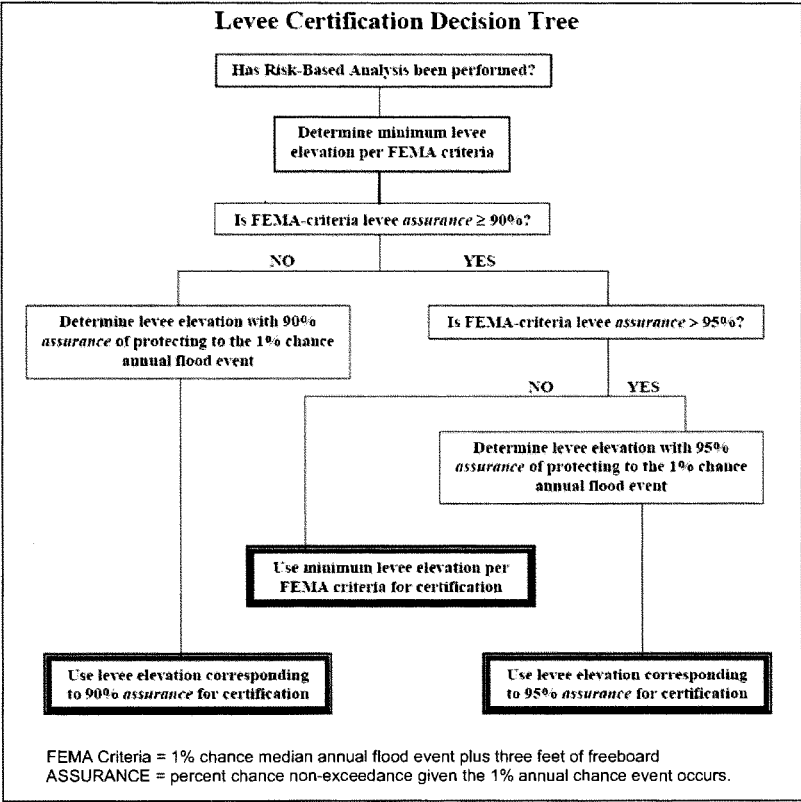 Levee Certification Decision Tree
Has Risk-Based Analysis been performed?
Determine minimum levee
elevation per FEMA criteria
Is FEMA-criteria levee assurance ≥ 90%?
NO
YES
Determine levee elevation with 90%
assurance of protecting to the 1% chance
annual flood event
Is FEMA-criteria levee assurance > 95%?
NO
YES
Determine levee elevation with 95%
assurance of protecting to the 1% chance
annual flood event
Use minimum levee elevation per
FEMA criteria for certification
Use levee elevation corresponding
to 90% assurance for certification
Use levee elevation corresponding
to 95% assurance for certification
FEMA Criteria = 1% chance median annual flood event plus three feet of freeboard
ASSURANCE = percent chance non-exceedance given the 1% annual chance event occurs.